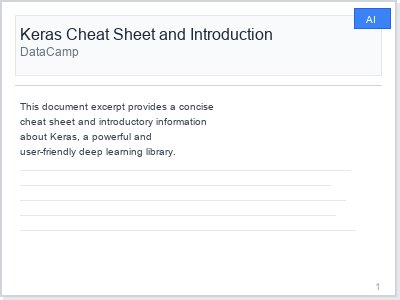 AI
Keras Cheat Sheet and Introduction
DataCamp
This document excerpt provides a concise
cheat sheet and introductory information
about Keras, a powerful and
user-friendly deep learning library.
1